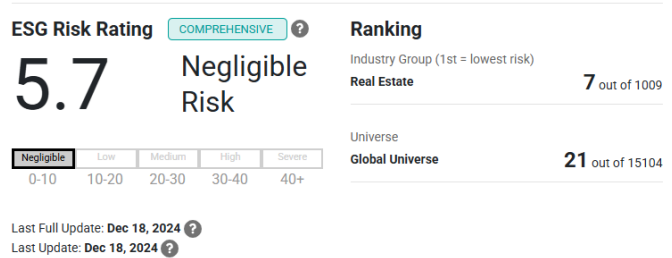 ESG Risk Rating COMPREHENSIVE ?
5.7 Negligible Risk
Negligible Low Medium High Severe
0-10 10-20 20-30 30-40 40+
Last Full Update: Dec 18, 2024 ?
Last Update: Dec 18, 2024 ?
Ranking
Industry Group (1st = lowest risk)
Real Estate 7 out of 1009
Universe
Global Universe 21 out of 15104